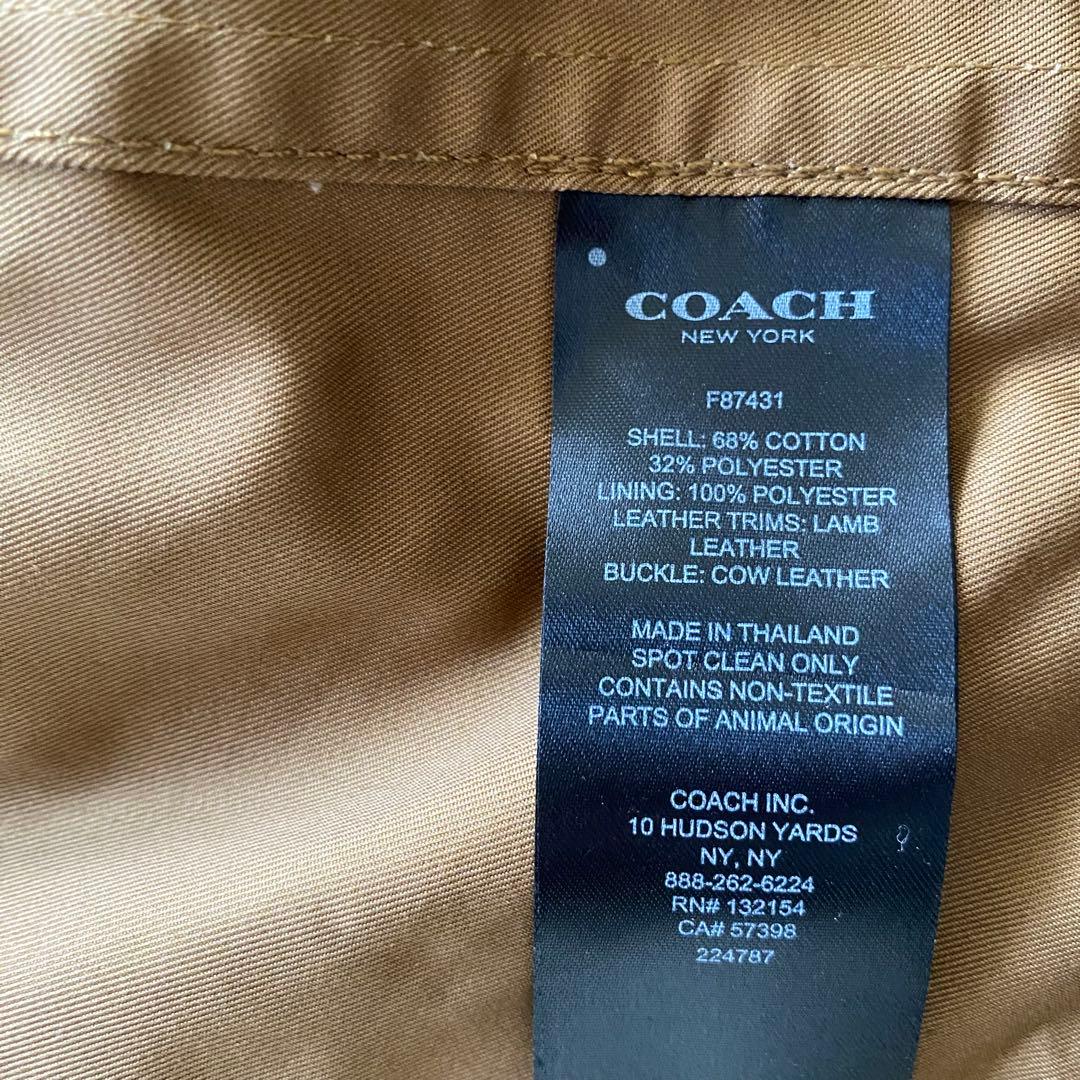 COACH
NEW YORK
F87431
SHELL: 68% COTTON
32% POLYESTER
LINING: 100% POLYESTER
LEATHER TRIMS: LAMB
LEATHER
BUCKLE: COW LEATHER
MADE IN THAILAND
SPOT CLEAN ONLY
CONTAINS NON-TEXTILE
PARTS OF ANIMAL ORIGIN
COACH INC.
10 HUDSON YARDS
NY, NY
888-262-6224
RN# 132154
CA# 57398
224787